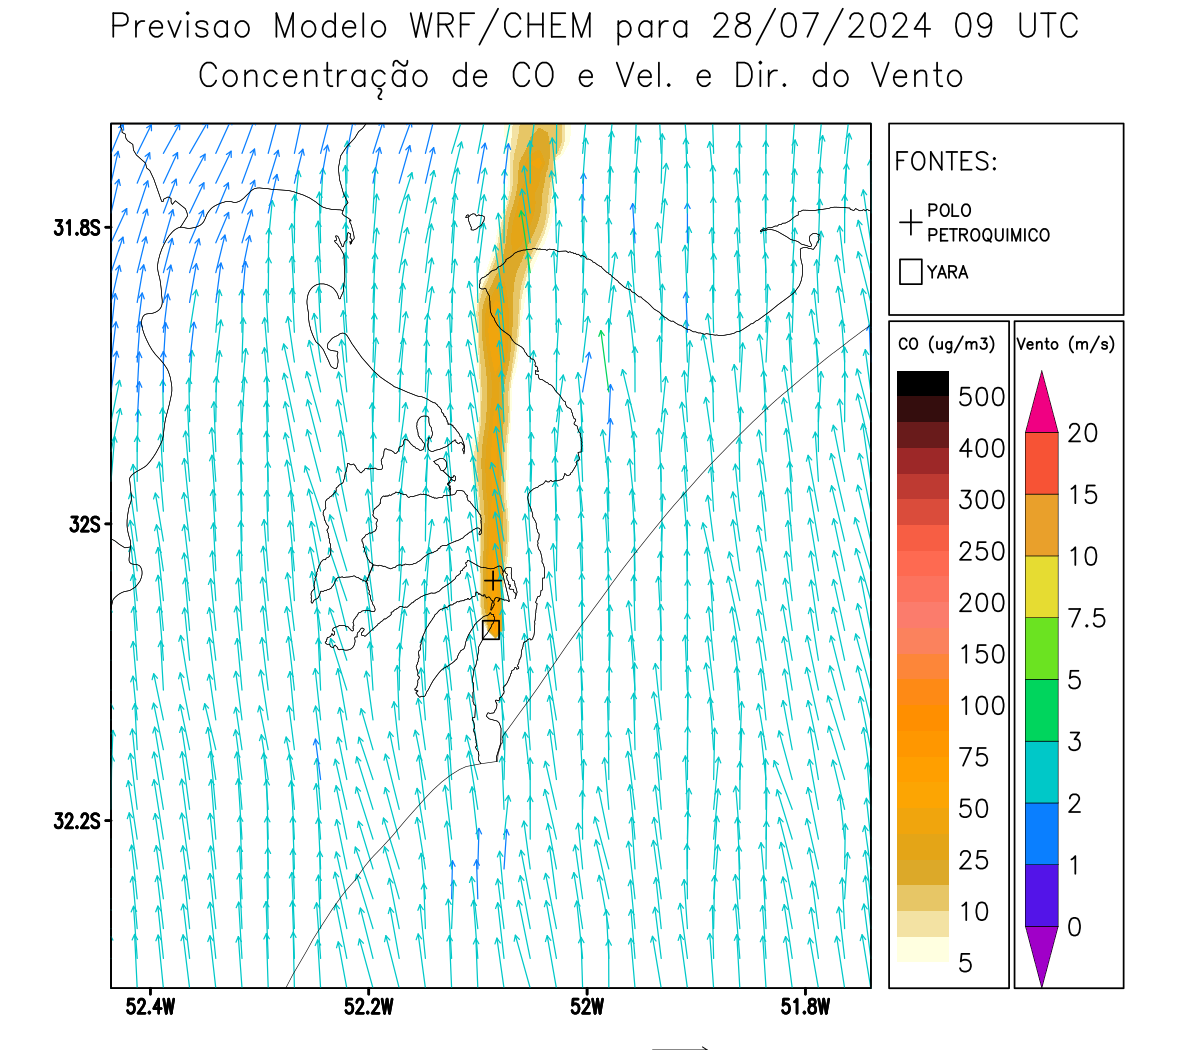 Previsao Modelo WRF/CHEM para 28/07/2024 09 UTC
Concentração de CO e Vel. e Dir. do Vento
FONTES:
POLO
PETROQUIMICO
YARA
CO (ug/m3)
500
400
300
250
200
150
100
75
50
25
10
5
Vento (m/s)
20
15
10
7.5
5
3
2
1
0
31.8S
32S
32.2S
52.4W
52.2W
52W
51.8W